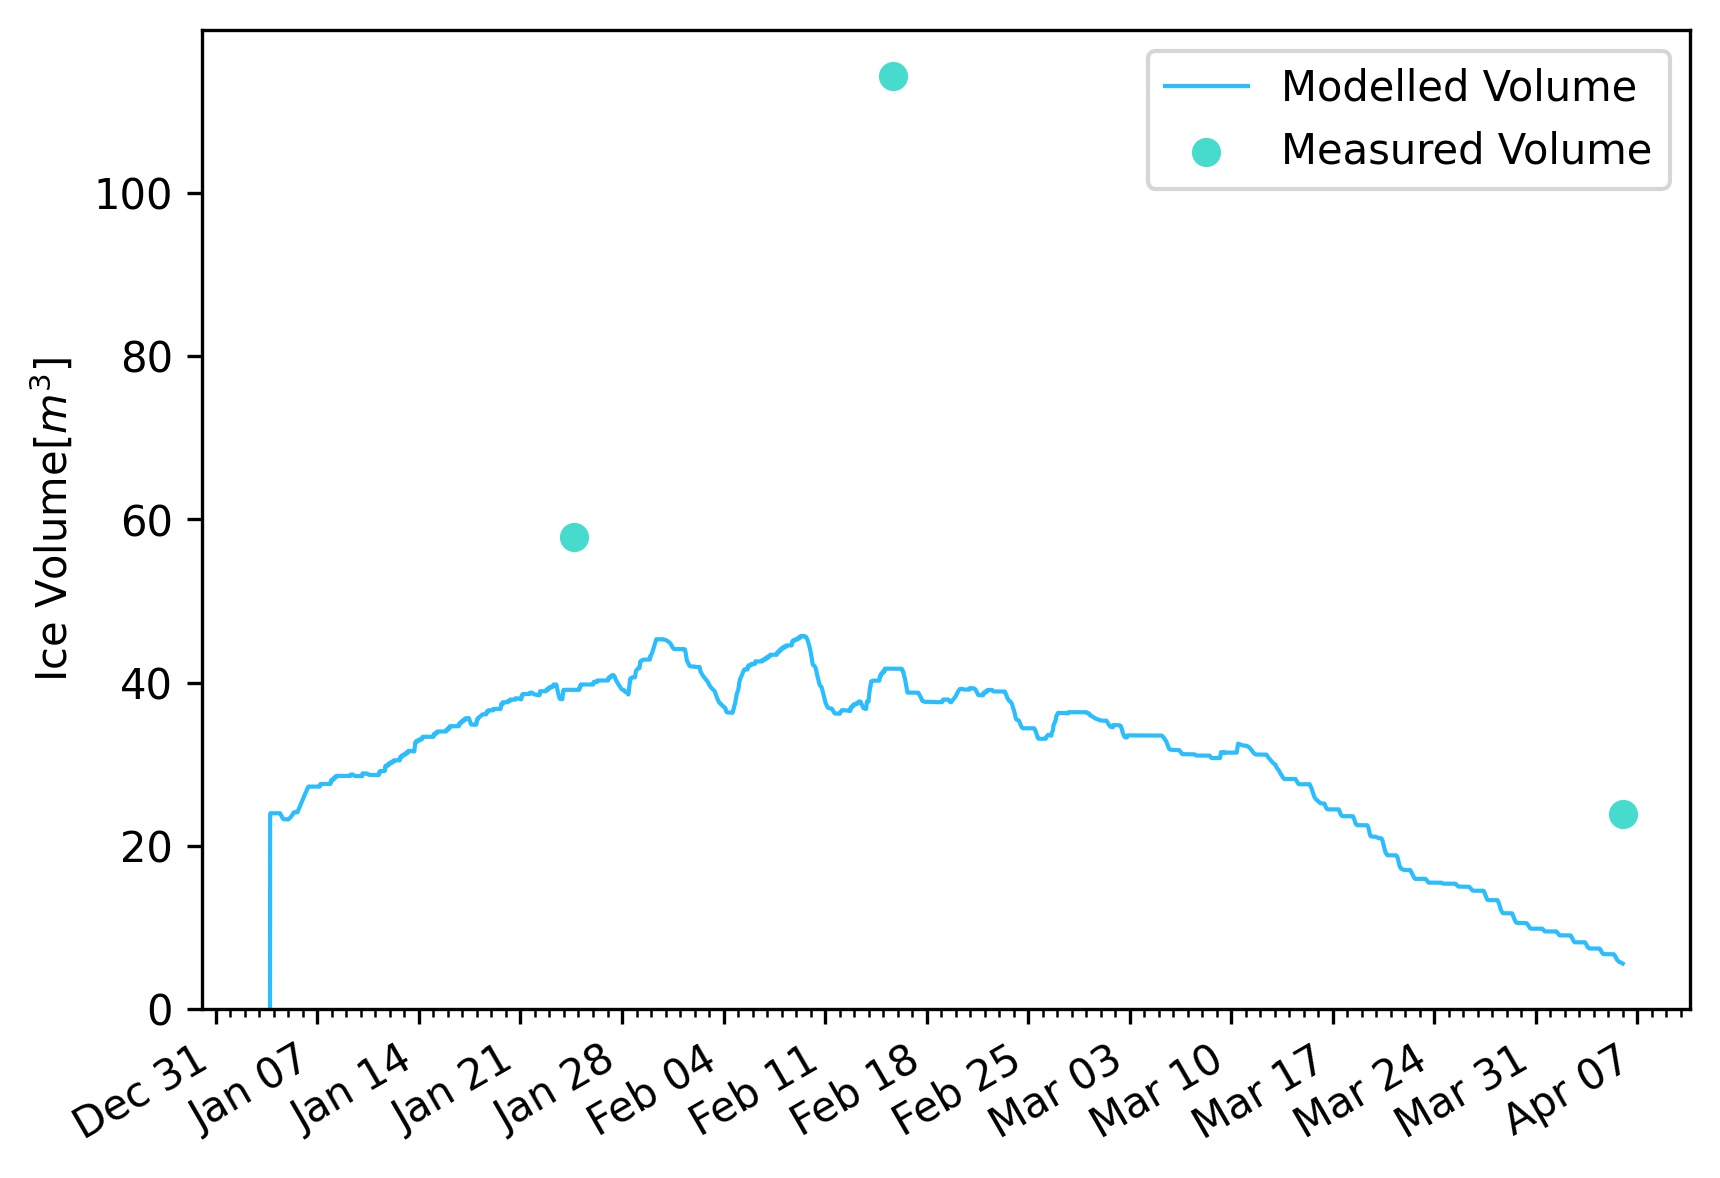 Modelled Volume
Measured Volume
Ice Volume[m³]
100
80
60
40
20
0
Dec 31
Jan 07
Jan 14
Jan 21
Jan 28
Feb 04
Feb 11
Feb 18
Feb 25
Mar 03
Mar 10
Mar 17
Mar 24
Mar 31
Apr 07